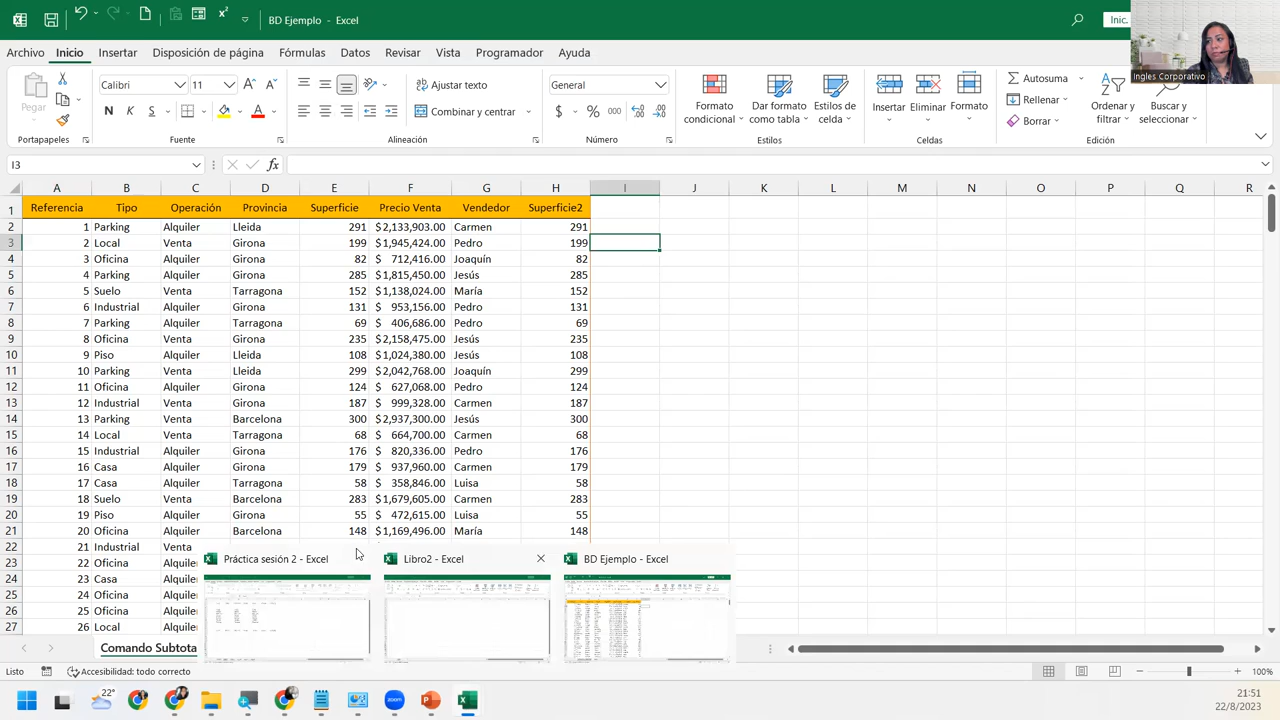 BD Ejemplo - Excel
Inic.
Ingles Corporativo
Archivo Inicio Insertar Disposición de página Fórmulas Datos Revisar Vista Programador Ayuda
Pegar
Portapapeles
Calibri 11
N K S
Fuente
Ajustar texto
Combinar y centrar
Alineación
General
$ % 000
Número
Formato condicional
Dar formato como tabla
Estilos de celda
Estilos
Insertar Eliminar Formato
Celdas
Autosuma
Rellenar
Borrar
Ordenar y filtrar
Buscar y seleccionar
Edición
I3 fx
A B C D E F G H I J K L M N O P Q R
1 Referencia Tipo Operación Provincia Superficie Precio Venta Vendedor Superficie2
2 1 Parking Alquiler Lleida 291 $ 2,133,903.00 Carmen 291
3 2 Local Venta Girona 199 $ 1,945,424.00 Pedro 199
4 3 Oficina Alquiler Girona 82 $ 712,416.00 Joaquín 82
5 4 Parking Alquiler Girona 285 $ 1,815,450.00 Jesús 285
6 5 Suelo Venta Tarragona 152 $ 1,138,024.00 María 152
7 6 Industrial Alquiler Girona 131 $ 953,156.00 Pedro 131
8 7 Parking Alquiler Tarragona 69 $ 406,686.00 Pedro 69
9 8 Oficina Venta Girona 235 $ 2,158,475.00 Jesús 235
10 9 Piso Alquiler Lleida 108 $ 1,024,380.00 Jesús 108
11 10 Parking Venta Lleida 299 $ 2,042,768.00 Joaquín 299
12 11 Oficina Alquiler Girona 124 $ 627,068.00 Pedro 124
13 12 Industrial Venta Girona 187 $ 999,328.00 Carmen 187
14 13 Parking Venta Barcelona 300 $ 2,937,300.00 Jesús 300
15 14 Local Venta Tarragona 68 $ 664,700.00 Carmen 68
16 15 Industrial Alquiler Girona 176 $ 820,336.00 Pedro 176
17 16 Casa Alquiler Girona 179 $ 937,960.00 Carmen 179
18 17 Casa Alquiler Tarragona 58 $ 358,846.00 Luisa 58
19 18 Suelo Venta Barcelona 283 $ 1,679,605.00 Carmen 283
20 19 Piso Alquiler Girona 55 $ 472,615.00 Luisa 55
21 20 Oficina Alquiler Barcelona 148 $ 1,169,496.00 María 148
22 21 Industrial Venta
23 22 Oficina Alquile
24 23 Casa Alquile
25 24 Oficina Alquile
26 25 Oficina Alquile
27 26 Local Alquile
Práctica sesión 2 - Excel
Libro2 - Excel
BD Ejemplo - Excel
Comando Subtota
Listo Accesibilidad: todo correcto 100%
22°
zoom
21:51
22/8/2023